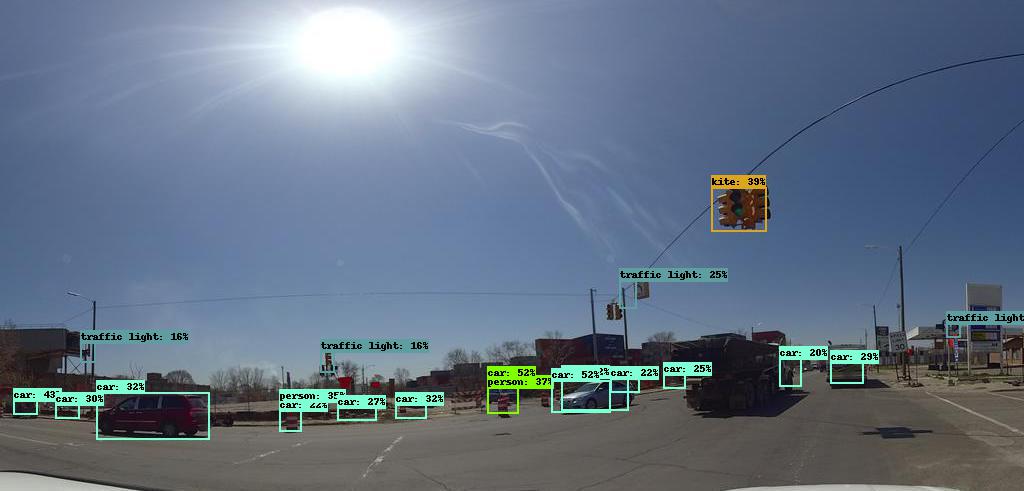 kite: 39%
traffic light: 25%
traffic light
traffic light: 16%
traffic light: 16%
30
car: 20%
car: 29%
car: 52%
car: 52%
car: 22%
car: 25%
person: 37%
car: 32%
car: 43
car: 30%
person: 35%
car: 22%
car: 27%
car: 32%